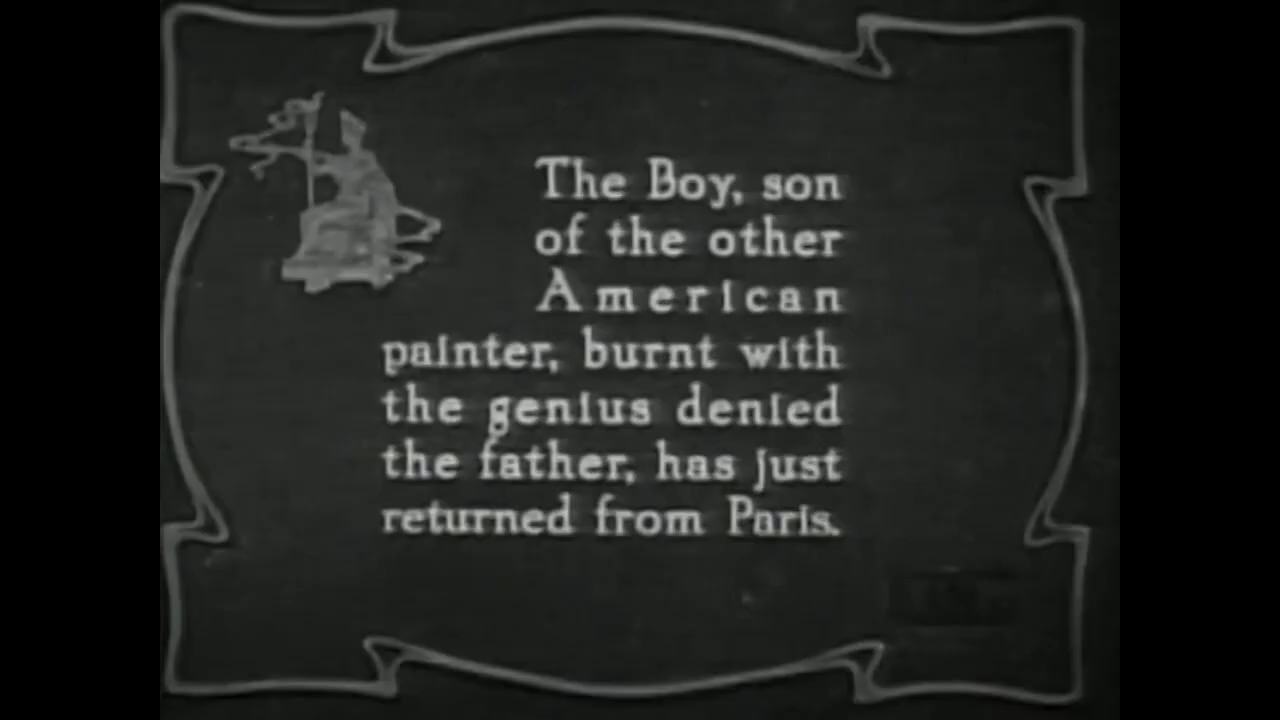 The Boy, son
of the other
American
painter, burnt with
the genius denied
the father, has just
returned from Paris.